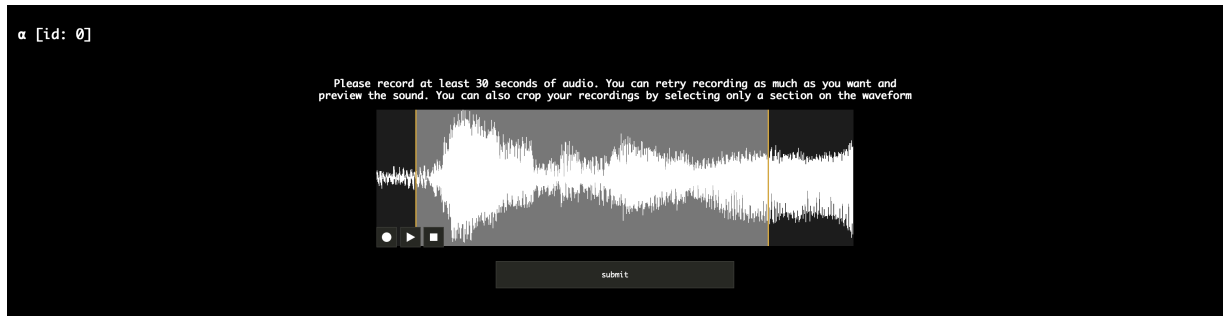 α [id: 0]
Please record at least 30 seconds of audio. You can retry recording as much as you want and
preview the sound. You can also crop your recordings by selecting only a section on the waveform
submit